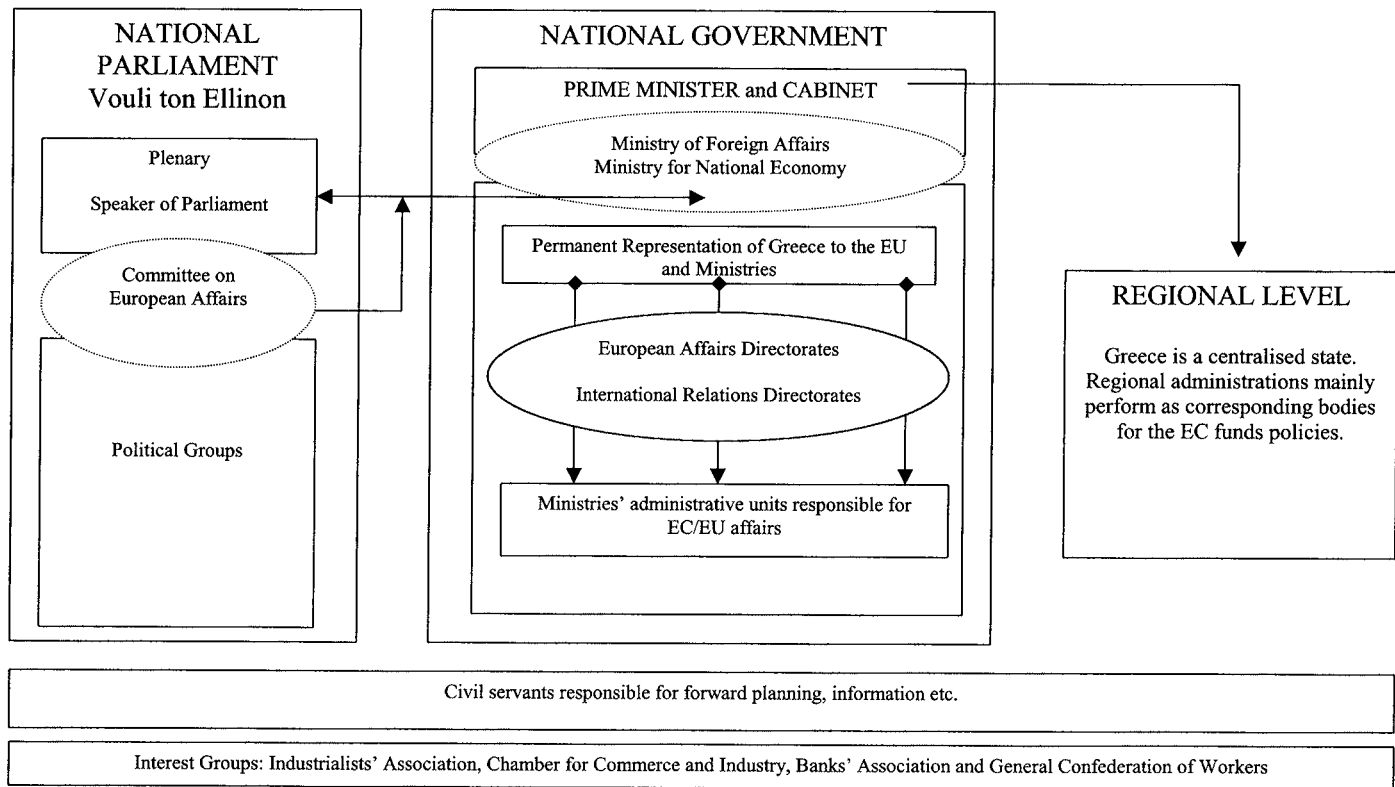 NATIONAL
PARLIAMENT
Vouli ton Ellinon
Plenary
Speaker of Parliament
Committee on
European Affairs
Political Groups
NATIONAL GOVERNMENT
PRIME MINISTER and CABINET
Ministry of Foreign Affairs
Ministry for National Economy
Permanent Representation of Greece to the EU
and Ministries
European Affairs Directorates
International Relations Directorates
Ministries’ administrative units responsible for
EC/EU affairs
REGIONAL LEVEL
Greece is a centralised state.
Regional administrations mainly
perform as corresponding bodies
for the EC funds policies.
Civil servants responsible for forward planning, information etc.
Interest Groups: Industrialists’ Association, Chamber for Commerce and Industry, Banks’ Association and General Confederation of Workers